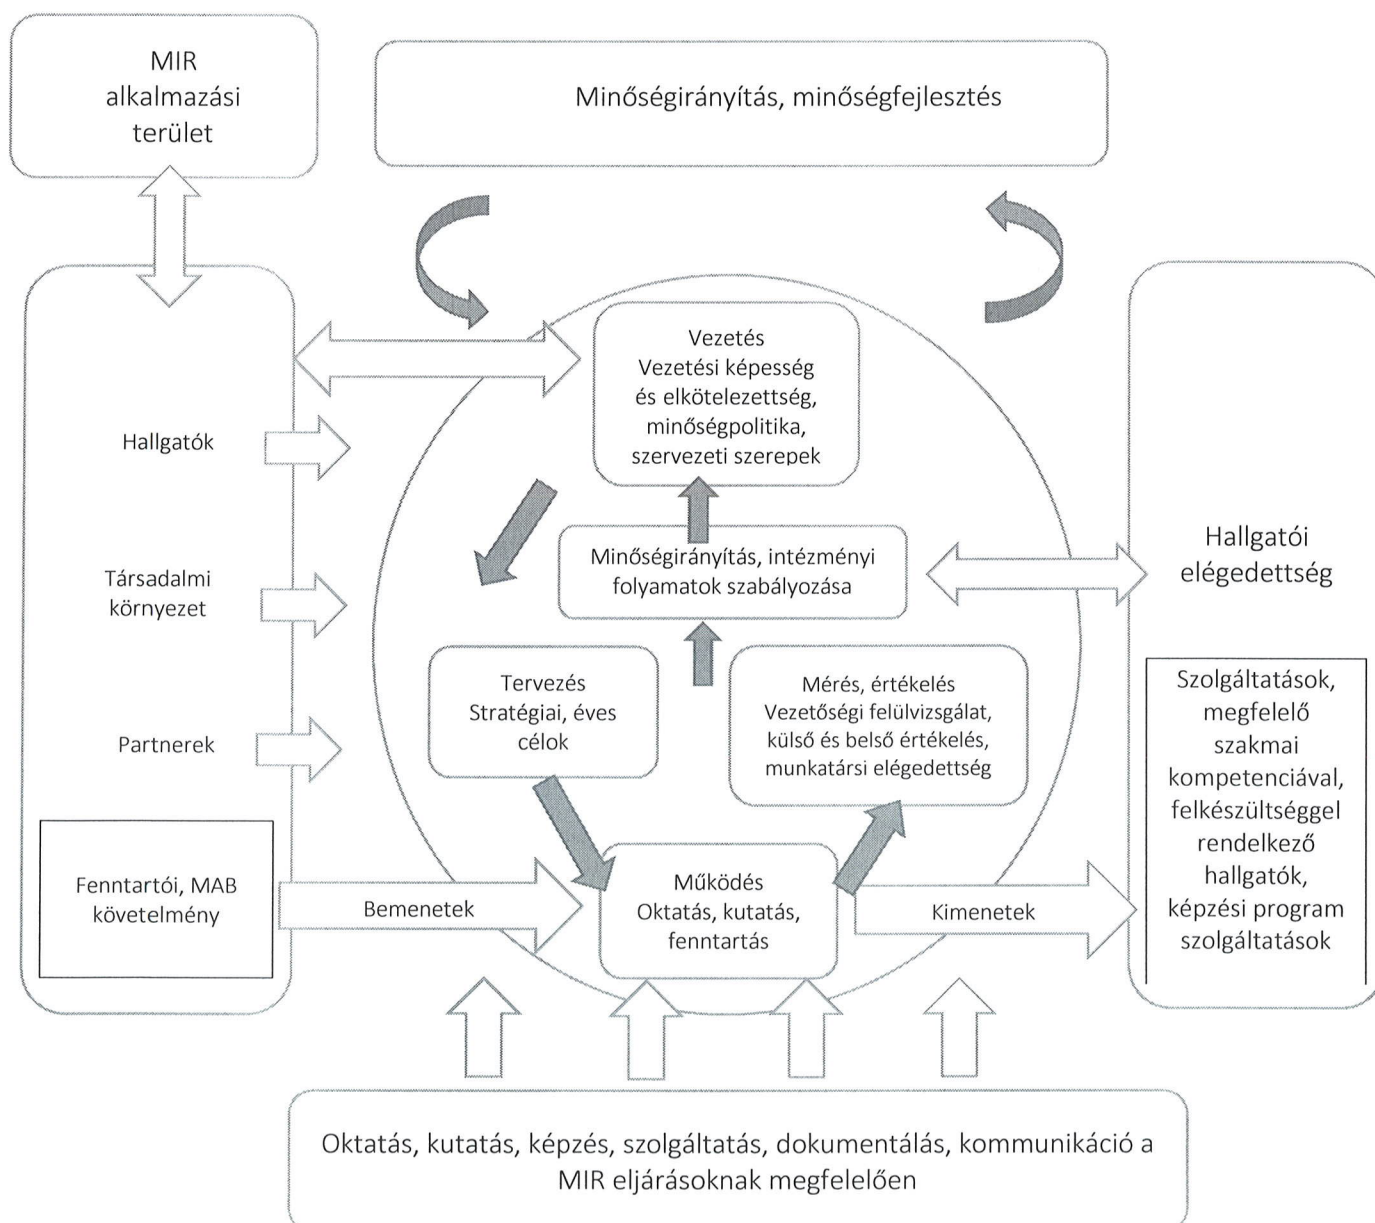 MIR
alkalmazási
terület
Minőségirányítás, minőségfejlesztés
Vezetés
Vezetési képesség
és elkötelezettség,
minőségpolitika,
szervezeti szerepek
Hallgatók
Minőségirányítás, intézményi
folyamatok szabályozása
Hallgatói
elégedettség
Társadalmi
környezet
Tervezés
Stratégiai, éves
célok
Mérés, értékelés
Vezetőségi felülvizsgálat,
külső és belső értékelés,
munkatársi elégedettség
Partnerek
Szolgáltatások,
megfelelő
szakmai
kompetenciával,
felkészültséggel
rendelkező
hallgatók,
képzési program
szolgáltatások
Fenntartói, MAB
követelmény
Bemenetek
Működés
Oktatás, kutatás,
fenntartás
Kimenetek
Oktatás, kutatás, képzés, szolgáltatás, dokumentálás, kommunikáció a
MIR eljárásoknak megfelelően